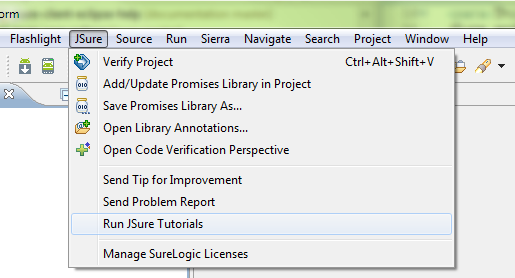 orm
Flashlight JSure Source Run Sierra Navigate Search Project Window Help
Verify Project Ctrl+Alt+Shift+V
Add/Update Promises Library in Project
Save Promises Library As...
Open Library Annotations...
Open Code Verification Perspective
Send Tip for Improvement
Send Problem Report
Run JSure Tutorials
Manage SureLogic Licenses